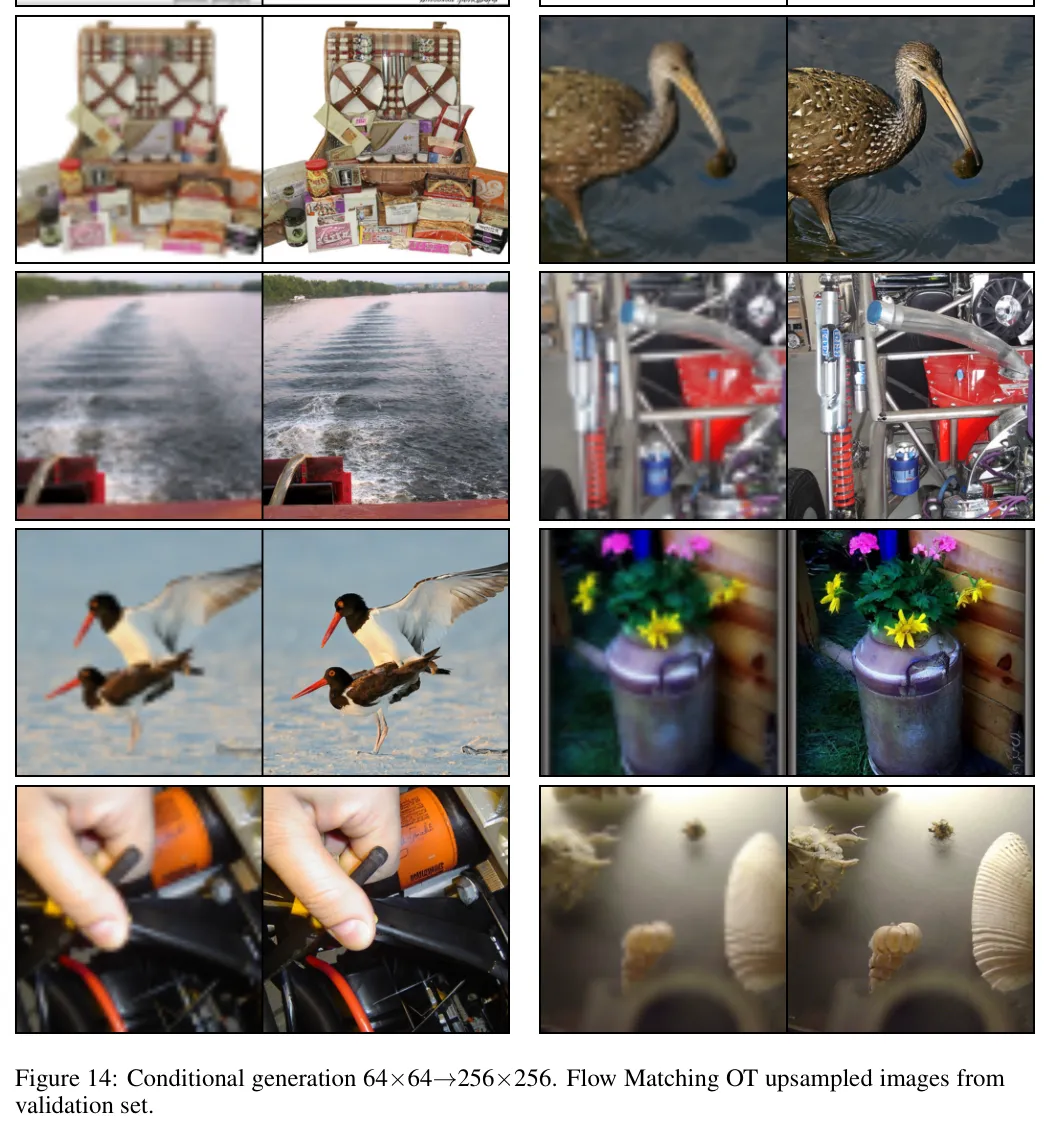 Figure 14: Conditional generation 64×64→256×256. Flow Matching OT upsampled images from
validation set.